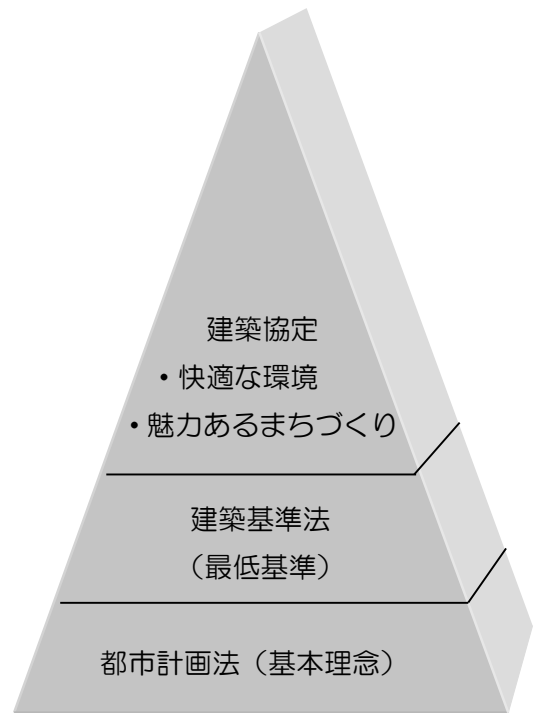 建築協定
・快適な環境
・魅力あるまちづくり
建築基準法
（最低基準）
都市計画法（基本理念）